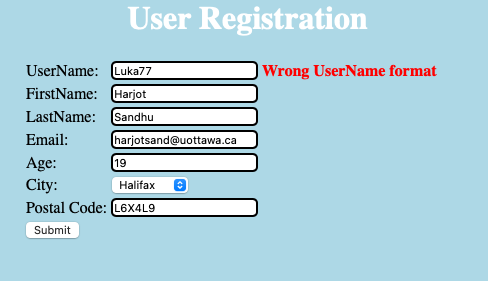 User Registration
UserName: Luka77 Wrong UserName format
FirstName: Harjot
LastName: Sandhu
Email: harjotsand@uottawa.ca
Age: 19
City: Halifax
Postal Code: L6X4L9
Submit